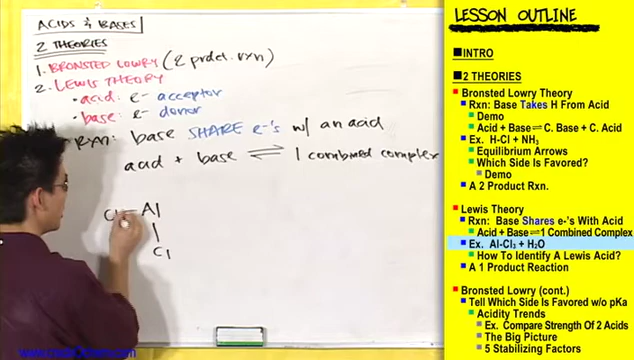 ACIDS & BASES
2 THEORIES
1. BRONSTED LOWRY (2 prdct. rxn)
2. LEWIS THEORY
• acid: e- acceptor
• base: e- donor
RXN: base SHARE e-'s w/ an acid
acid + base ⇌ 1 combined complex
Cl - Al
Cl
LESSON OUTLINE
INTRO
2 THEORIES
Bronsted Lowry Theory
Rxn: Base Takes H From Acid
Demo
Acid + Base ⇌ C. Base + C. Acid
Ex. H-Cl + NH3
Equilibrium Arrows
Which Side Is Favored?
Demo
A 2 Product Rxn.
Lewis Theory
Rxn: Base Shares e-'s With Acid
Acid + Base ⇌ 1 Combined Complex
Ex. Al-Cl3 + H2O
How To Identify A Lewis Acid?
A 1 Product Reaction
Bronsted Lowry (cont.)
Tell Which Side Is Favored w/o pKa
Acidity Trends
Ex. Compare Strength Of 2 Acids
The Big Picture
5 Stabilizing Factors